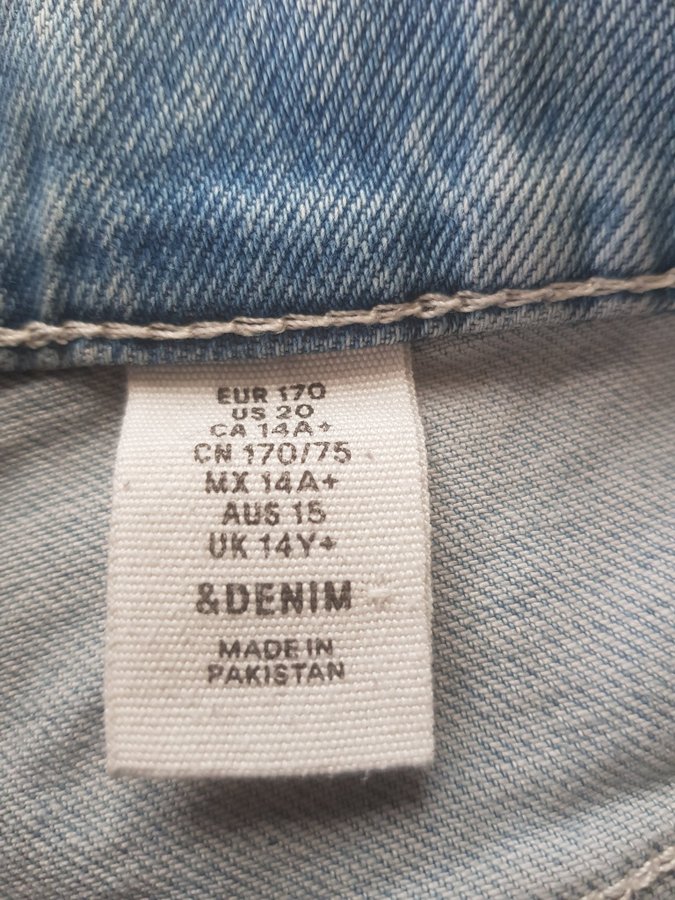 EUR 170
US 20
CA 14A+
CN 170/75
MX 14A+
AUS 15
UK 14Y+
&DENIM
MADE IN
PAKISTAN